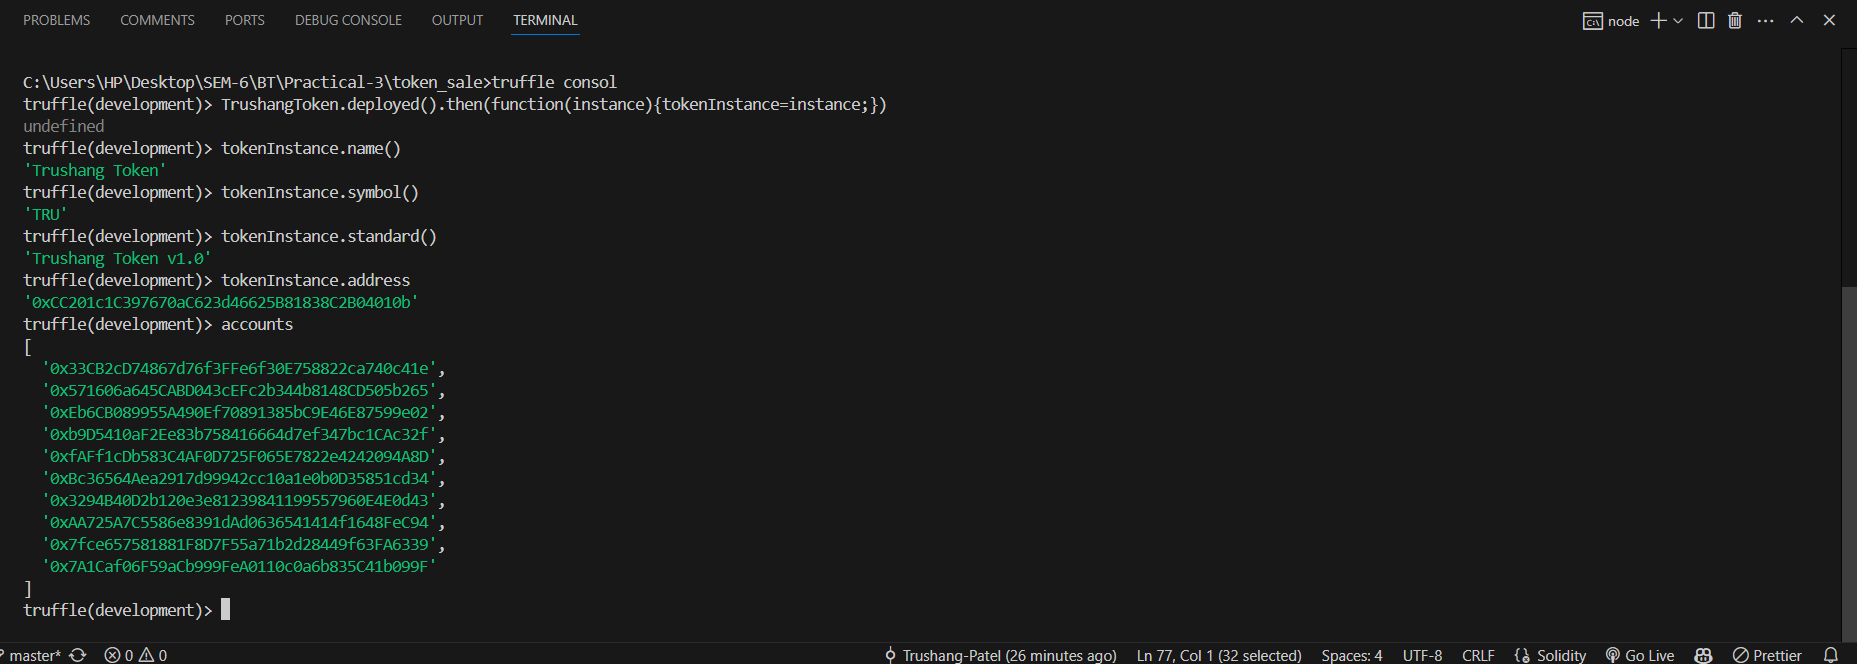 PROBLEMS COMMENTS PORTS DEBUG CONSOLE OUTPUT TERMINAL node
C:\Users\HP\Desktop\SEM-6\BT\Practical-3\token_sale>truffle consol
truffle(development)> TrushangToken.deployed().then(function(instance){tokenInstance=instance;})
undefined
truffle(development)> tokenInstance.name()
'Trushang Token'
truffle(development)> tokenInstance.symbol()
'TRU'
truffle(development)> tokenInstance.standard()
'Trushang Token v1.0'
truffle(development)> tokenInstance.address
'0xCC201c1C397670aC623d46625B81838C2B04010b'
truffle(development)> accounts
[
'0x33CB2cD74867d76f3FFe6f30E758822ca740c41e',
'0x571606a645CABD043cEFc2b344b8148CD505b265',
'0xEb6CB089955A490Ef70891385bC9E46E87599e02',
'0xb9D5410aF2Ee83b758416664d7ef347bc1CAc32f',
'0xfAFf1cDb583C4AF0D725F065E7822e4242094A8D',
'0xBc36564Aea2917d99942cc10a1e0b0D35851cd34',
'0x3294B40D2b120e3e81239841199557960E4E0d43',
'0xAA725A7C5586e8391dAd0636541414f1648FeC94',
'0x7fce657581881F8D7F55a71b2d28449f63FA6339',
'0x7A1Caf06F59aCb999FeA0110c0a6b835C41b099F'
]
truffle(development)>
master* 0 0 Trushang-Patel (26 minutes ago) Ln 77, Col 1 (32 selected) Spaces: 4 UTF-8 CRLF Solidity Go Live Prettier